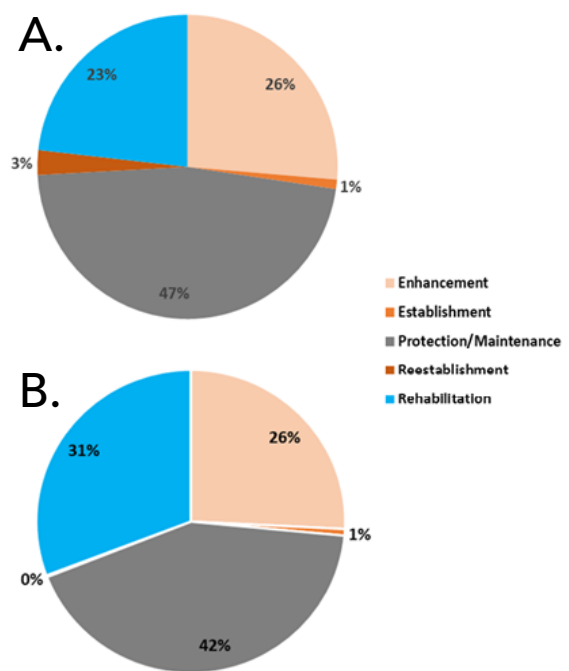 A.
23%
26%
3%
1%
47%
Enhancement
Establishment
Protection/Maintenance
Reestablishment
Rehabilitation
B.
31%
26%
1%
0%
42%